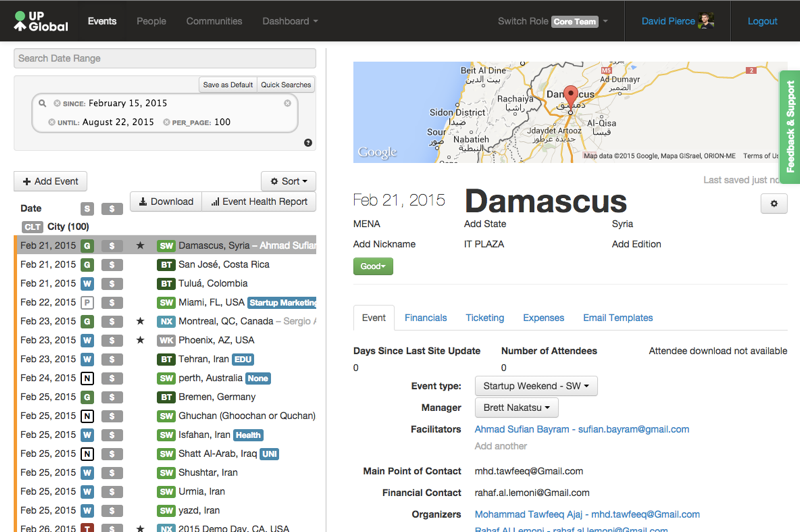 UP Global
Events People Communities Dashboard Switch Role Core Team David Pierce Logout
Search Date Range
Save as Default Quick Searches
SINCE: February 15, 2015
UNTIL: August 22, 2015 PER_PAGE: 100
?
+ Add Event Sort
Download Event Health Report
Date S $
CLT City (100)
Feb 21, 2015 G $ ★ SW Damascus, Syria – Ahmad Sufian
Feb 21, 2015 G $ BT San José, Costa Rica
Feb 21, 2015 W $ BT Tuluá, Colombia
Feb 22, 2015 P $ SW Miami, FL, USA Startup Marketing
Feb 23, 2015 G $ ★ NX Montreal, QC, Canada – Sergio
Feb 23, 2015 W $ ★ WK Phoenix, AZ, USA
Feb 23, 2015 W $ BT Tehran, Iran EDU
Feb 24, 2015 N $ SW perth, Australia None
Feb 25, 2015 G $ BT Bremen, Germany
Feb 25, 2015 N $ SW Ghuchan (Ghoochan or Quchan)
Feb 25, 2015 W $ SW Isfahan, Iran Health
Feb 25, 2015 N $ SW Shatt Al-Arab, Iraq UNI
Feb 25, 2015 W $ SW Shushtar, Iran
Feb 25, 2015 W $ SW Urmia, Iran
Feb 25, 2015 W $ SW yazd, Iran
Feb 26, 2015 T $ ★ NX 2015 Demo Day, CA, USA
Beit Al Dine
بيت الدين
M5
2
Ad Dumayr
الضمير
Rachaiya
راشيا
Damascus
دمشق
Sidon District
صيدا
Al-Qisa
Sour
صور
Nabatieh
النبطية
Jdaydet Artooz
Google
Map data ©2015 Google, Mapa GISrael, ORION-ME Terms of
Feedback & Support
Last saved just now
Feb 21, 2015 Damascus
MENA Add State Syria
Add Nickname IT PLAZA Add Edition
Good
Event Financials Ticketing Expenses Email Templates
Days Since Last Site Update Number of Attendees Attendee download not available
0 0
Event type: Startup Weekend - SW
Manager Brett Nakatsu
Facilitators Ahmad Sufian Bayram - sufian.bayram@gmail.com
Add another
Main Point of Contact mhd.tawfeeq@Gmail.com
Financial Contact rahaf.al.lemoni@Gmail.com
Organizers Mohammad Tawfeeq Ajaj - mhd.tawfeeq@Gmail.com
Rahaf Al Lemoni - rahaf.al.lemoni@Gmail.com